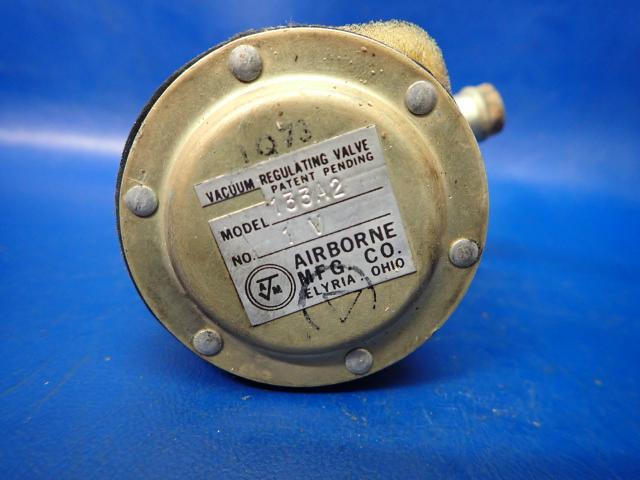 1Q73
VACUUM REGULATING VALVE
PATENT PENDING
MODEL 133A2
NO. 1 V
AIRBORNE
MFG. CO.
ELYRIA, OHIO